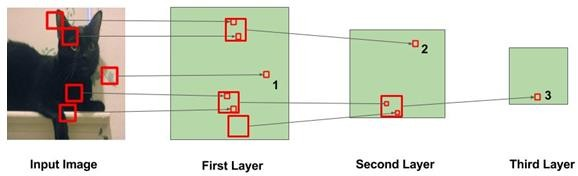 1
2
3
Input Image
First Layer
Second Layer
Third Layer